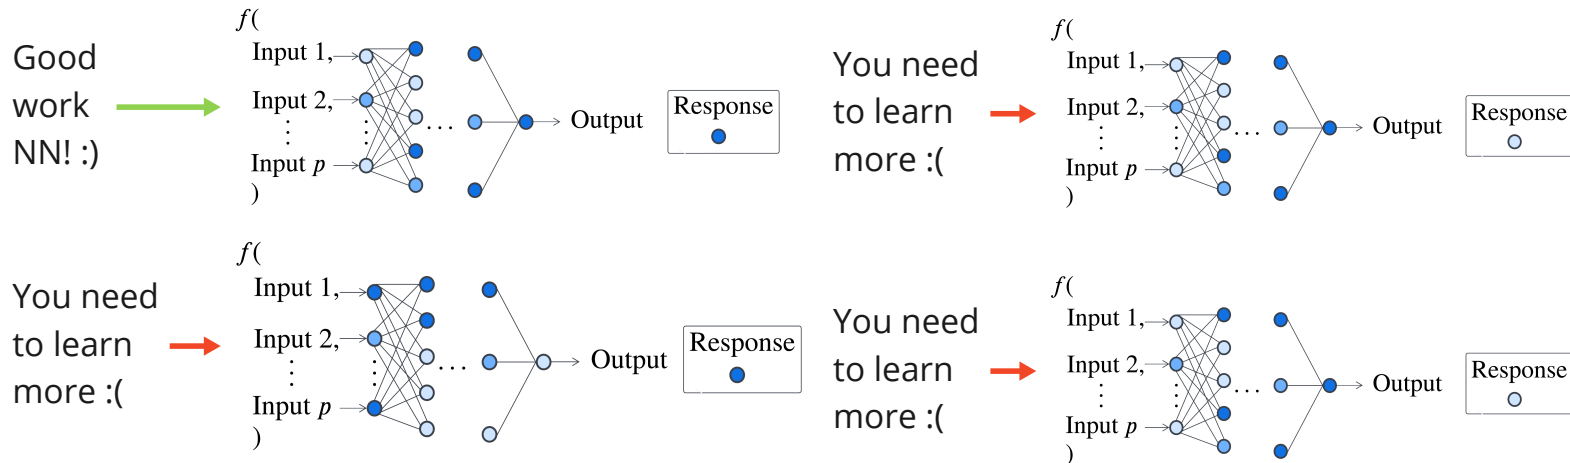 f(
Good
work
NN! :)
Input 1,
Input 2,
Input p
)
Output
Response
f(
You need
to learn
more :(
Input 1,
Input 2,
Input p
)
Output
Response
f(
You need
to learn
more :(
Input 1,
Input 2,
Input p
)
Output
Response
f(
You need
to learn
more :(
Input 1,
Input 2,
Input p
)
Output
Response